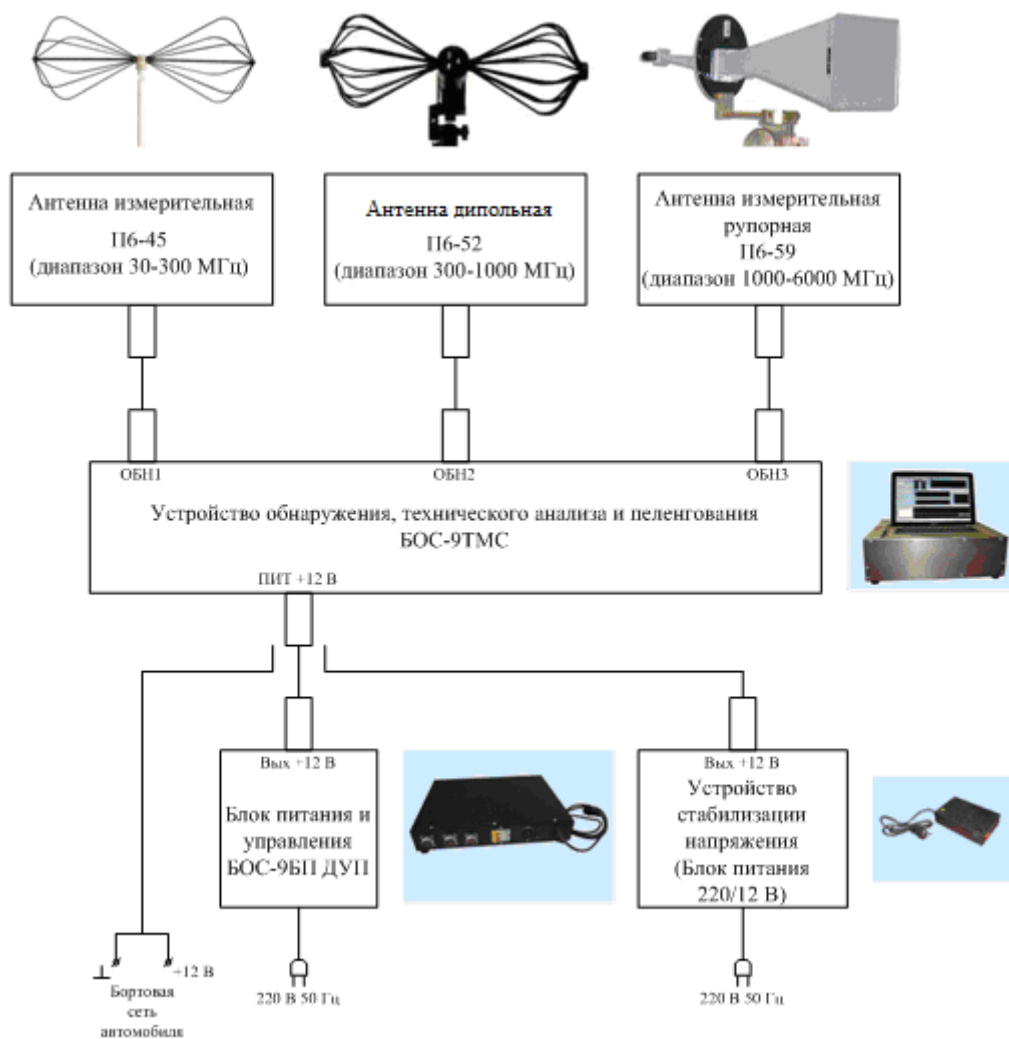 Антенна измерительная
П6-45
(диапазон 30-300 МГц)
Антенна дипольная
П6-52
(диапазон 300-1000 МГц)
Антенна измерительная
рупорная
П6-59
(диапазон 1000-6000 МГц)
ОБН1
ОБН2
ОБН3
Устройство обнаружения, технического анализа и пеленгования
БОС-9ТМС
ПИТ +12 В
Вых +12 В
Блок питания и
управления
БОС-9БП ДУП
Вых +12 В
Устройство
стабилизации
напряжения
(Блок питания
220/12 В)
+12 В
Бортовая
сеть
автомобиля
220 В 50 Гц
220 В 50 Гц